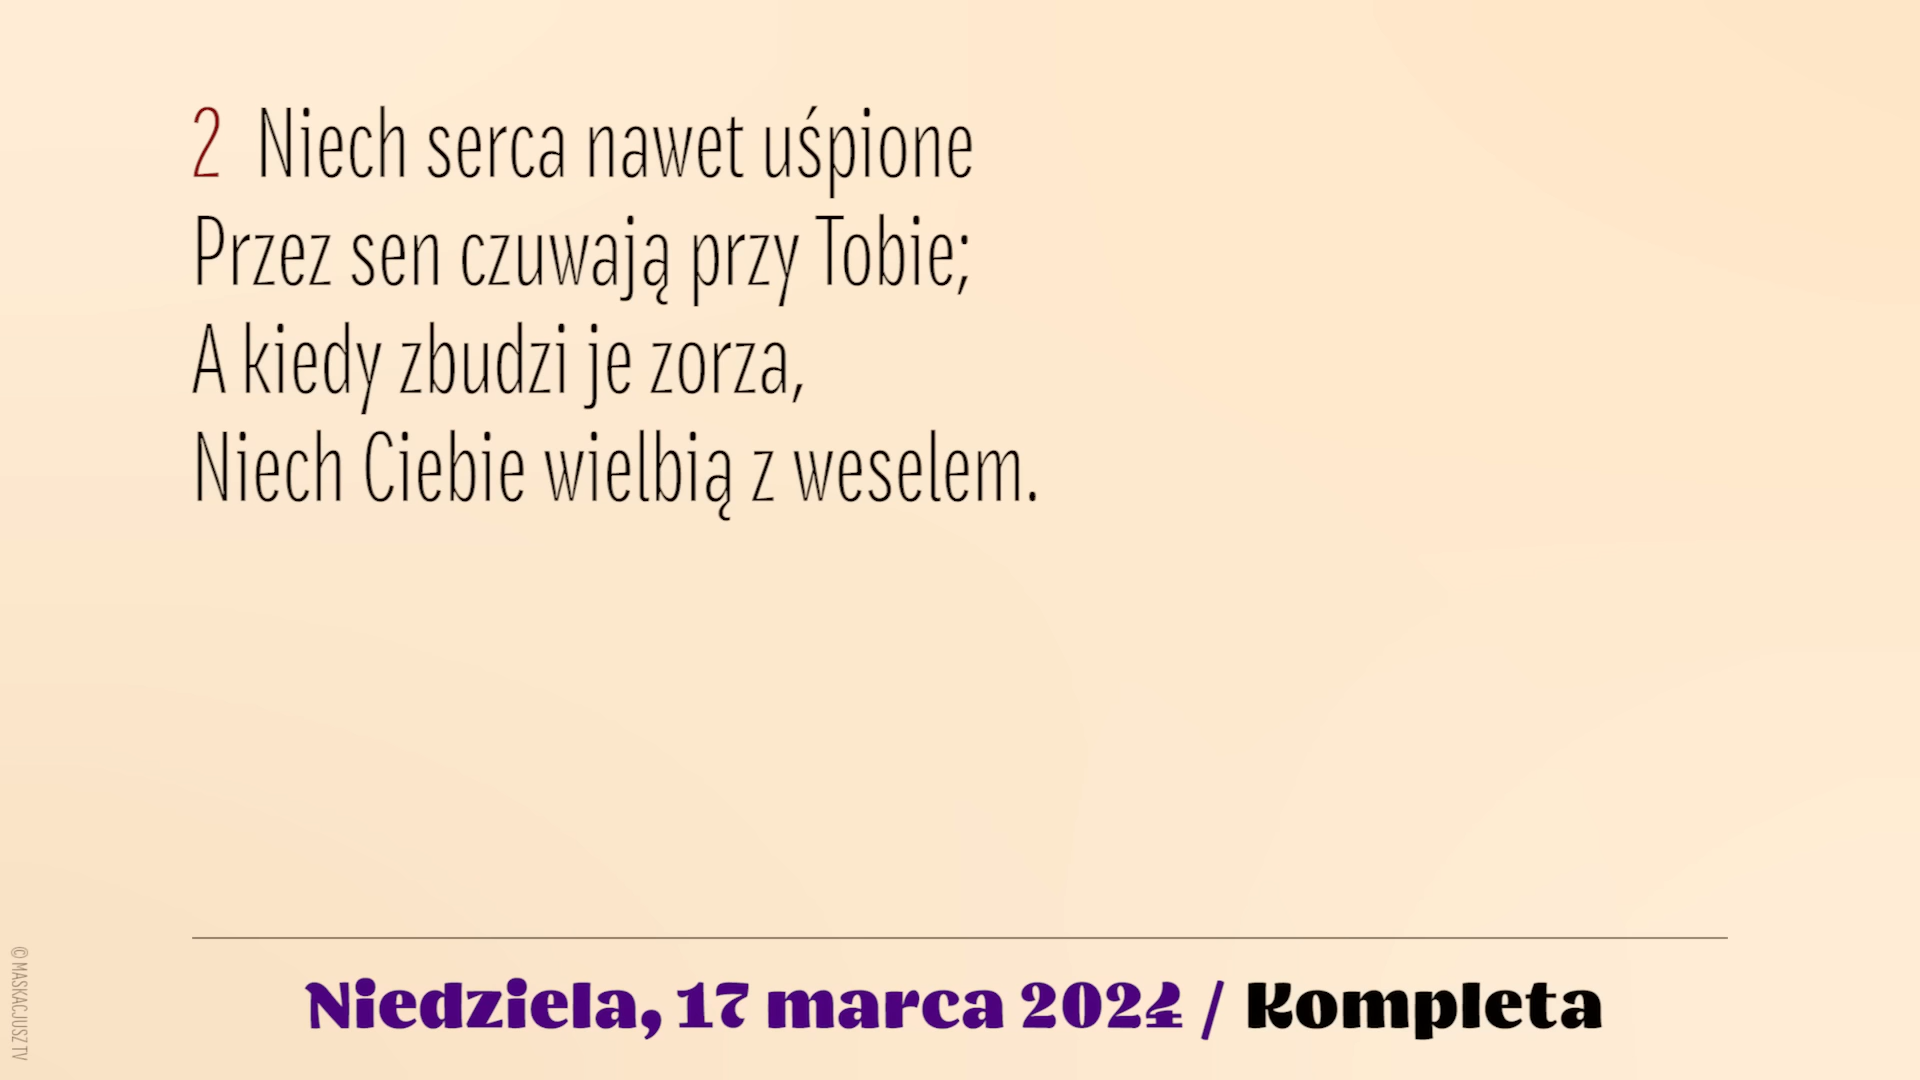 2 Niech serca nawet uśpione
Przez sen czuwają przy Tobie;
A kiedy zbudzi je zorza,
Niech Ciebie wielbią z weselem.
© MASKACJUSZ TV
Niedziela, 17 marca 2024 / Kompleta